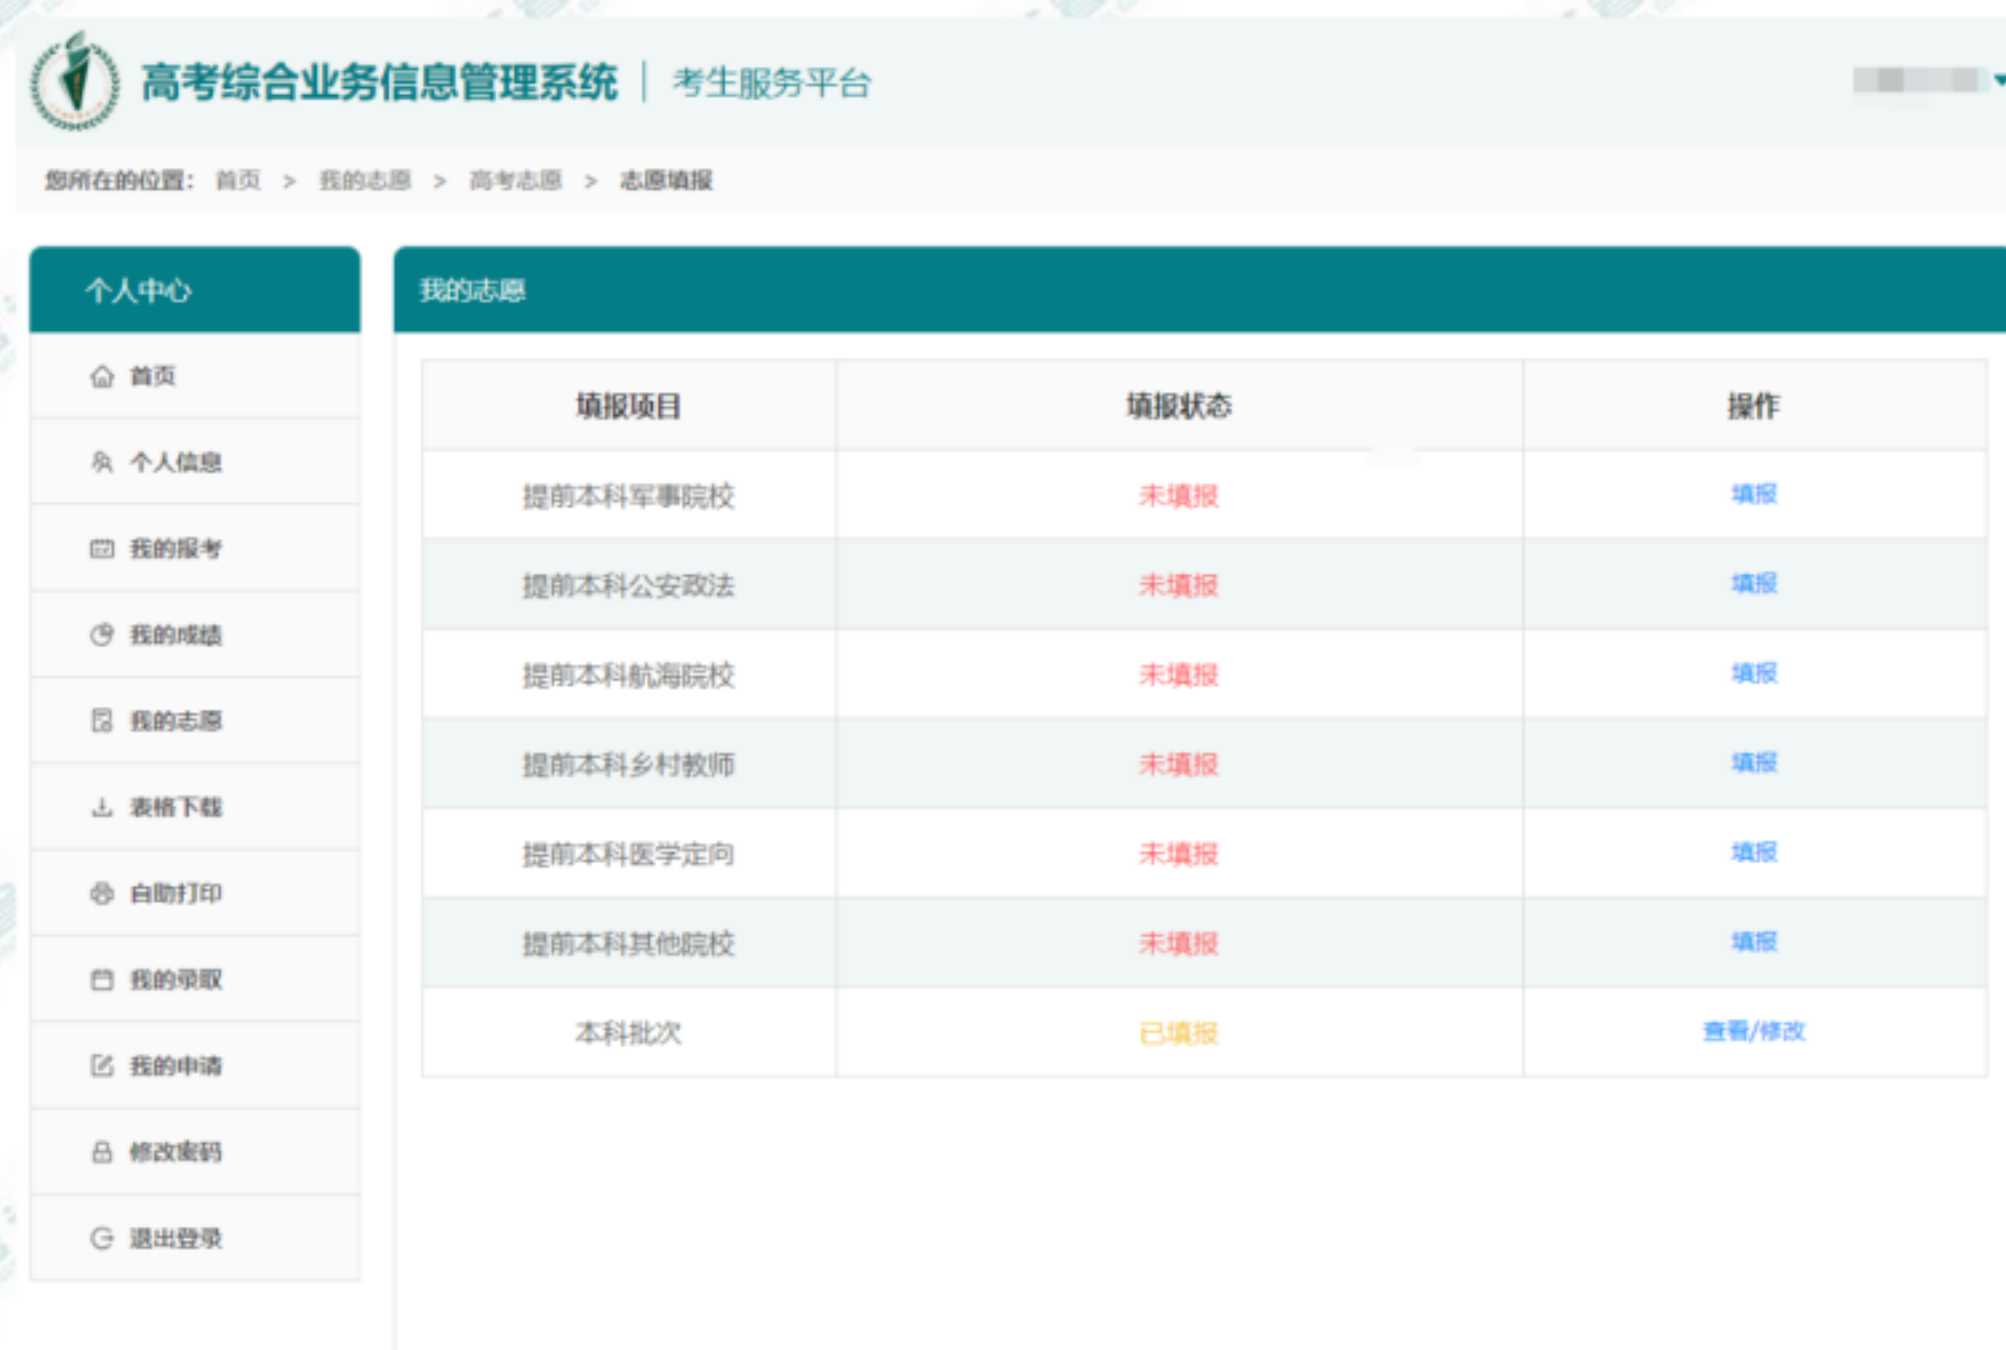 高考综合业务信息管理系统 | 考生服务平台
您所在的位置： 首页 > 我的志愿 > 高考志愿 > 志愿填报
个人中心
首页
个人信息
我的报考
我的成绩
我的志愿
表格下载
自助打印
我的录取
我的申请
修改密码
退出登录
我的志愿
填报项目 填报状态 操作
提前本科军事院校 未填报 填报
提前本科公安政法 未填报 填报
提前本科航海院校 未填报 填报
提前本科乡村教师 未填报 填报
提前本科医学定向 未填报 填报
提前本科其他院校 未填报 填报
本科批次 已填报 查看/修改